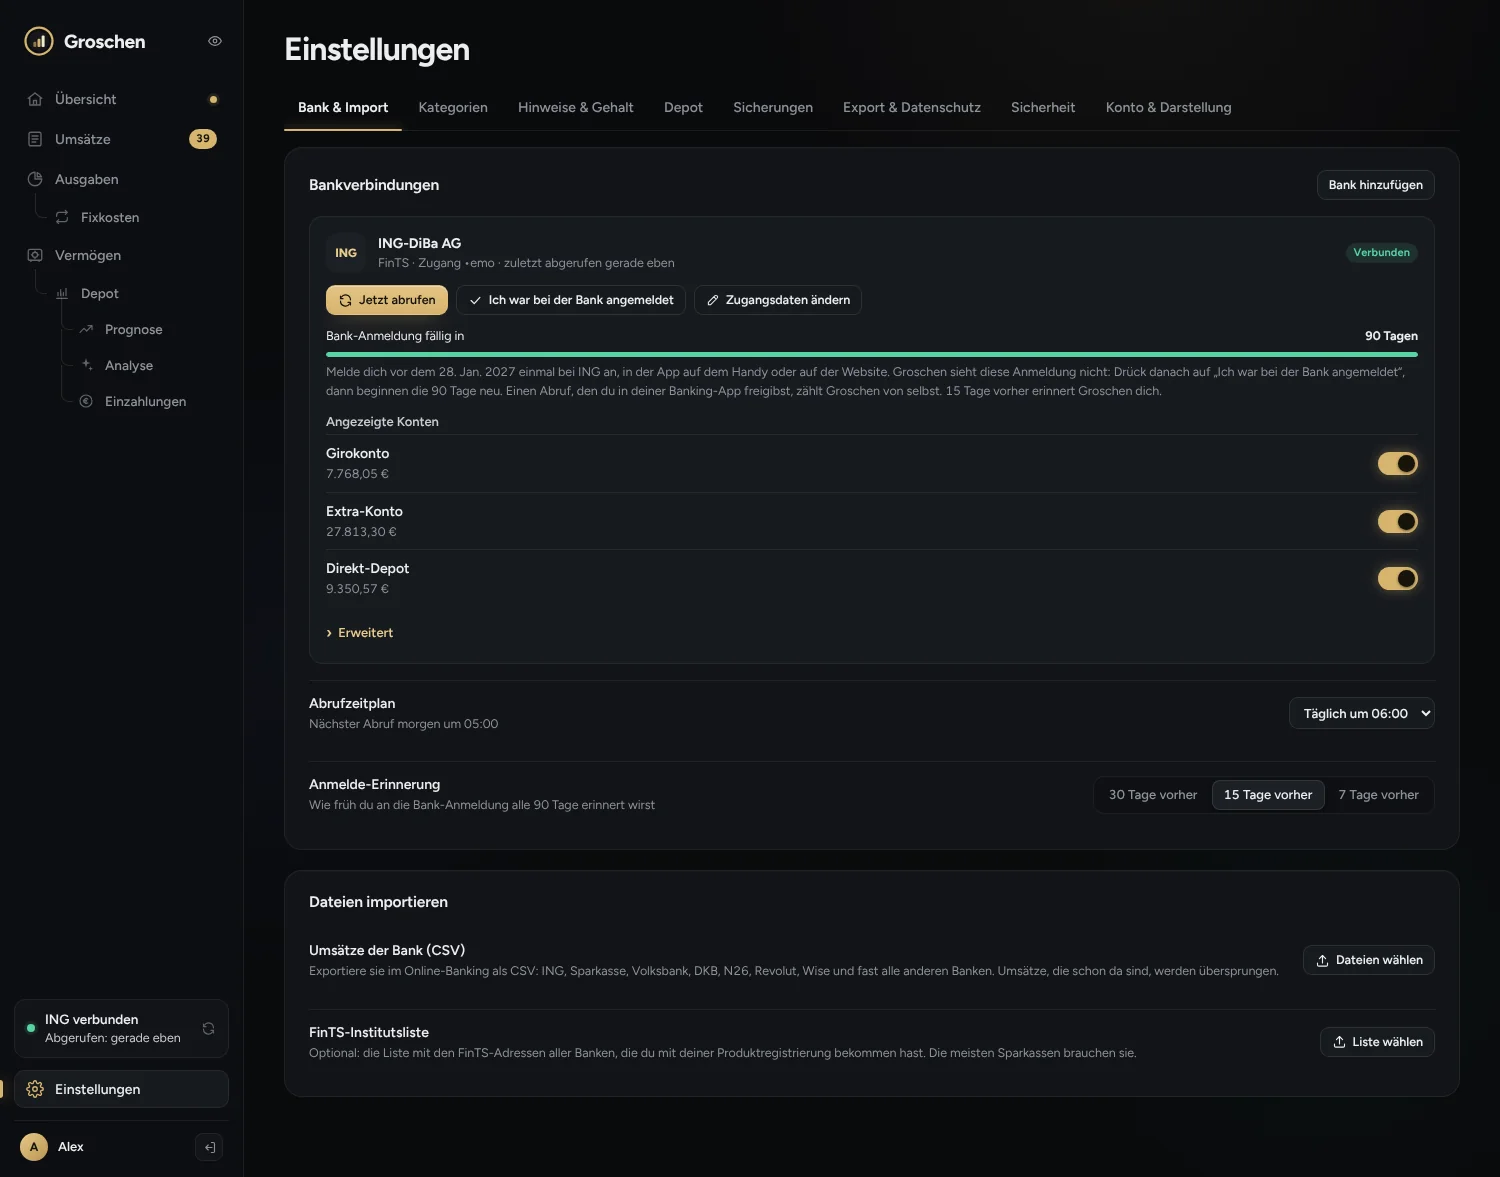 Groschen
Übersicht
Umsätze 39
Ausgaben
Fixkosten
Vermögen
Depot
Prognose
Analyse
Einzahlungen
ING verbunden
Abgerufen: gerade eben
Einstellungen
A Alex
Einstellungen
Bank & Import Kategorien Hinweise & Gehalt Depot Sicherungen Export & Datenschutz Sicherheit Konto & Darstellung
Bankverbindungen
Bank hinzufügen
ING
ING-DiBa AG
FinTS · Zugang •emo · zuletzt abgerufen gerade eben
Verbunden
Jetzt abrufen Ich war bei der Bank angemeldet Zugangsdaten ändern
Bank-Anmeldung fällig in 90 Tagen
Melde dich vor dem 28. Jan. 2027 einmal bei ING an, in der App auf dem Handy oder auf der Website. Groschen sieht diese Anmeldung nicht: Drück danach auf „Ich war bei der Bank angemeldet“,
dann beginnen die 90 Tage neu. Einen Abruf, den du in deiner Banking-App freigibst, zählt Groschen von selbst. 15 Tage vorher erinnert Groschen dich.
Angezeigte Konten
Girokonto
7.768,05 €
Extra-Konto
27.813,30 €
Direkt-Depot
9.350,57 €
› Erweitert
Abrufzeitplan
Nächster Abruf morgen um 05:00
Täglich um 06:00
Anmelde-Erinnerung
Wie früh du an die Bank-Anmeldung alle 90 Tage erinnert wirst
30 Tage vorher 15 Tage vorher 7 Tage vorher
Dateien importieren
Umsätze der Bank (CSV)
Exportiere sie im Online-Banking als CSV: ING, Sparkasse, Volksbank, DKB, N26, Revolut, Wise und fast alle anderen Banken. Umsätze, die schon da sind, werden übersprungen.
Dateien wählen
FinTS-Institutsliste
Optional: die Liste mit den FinTS-Adressen aller Banken, die du mit deiner Produktregistrierung bekommen hast. Die meisten Sparkassen brauchen sie.
Liste wählen